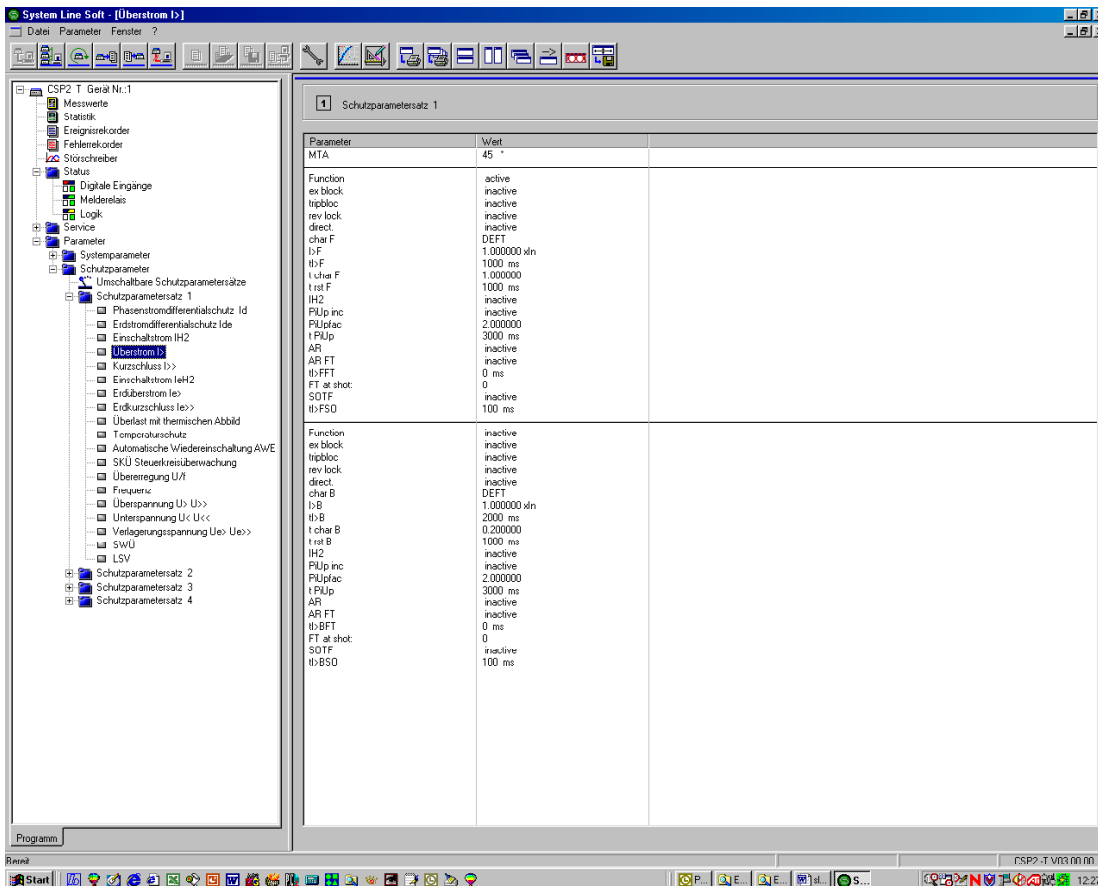 System Line Soft - [Überstrom I>]
Datei Parameter Fenster ?
CSP2 T Gerät Nr.:1
Messwerte
Statistik
Ereignisrekorder
Fehlerrekorder
Störschreiber
Status
Digitale Eingänge
Melderelais
Logik
Service
Parameter
Systemparameter
Schutzparameter
Umschaltbare Schutzparametersätze
Schutzparametersatz 1
Phasenstromdifferentialschutz Id
Erdstromdifferentialschutz Ide
Einschaltstrom IH2
Überstrom I>
Kurzschluss I>>
Einschaltstrom IeH2
Erdüberstrom Ie>
Erdkurzschluss Ie>>
Überlast mit thermischen Abbild
Temperaturschutz
Automatische Wiedereinschaltung AWE
SKÜ Steuerkreisüberwachung
Übererregung U/f
Frequenz
Überspannung U> U>>
Unterspannung U< U<<
Verlagerungsspannung Ue> Ue>>
SWÜ
LSV
Schutzparametersatz 2
Schutzparametersatz 3
Schutzparametersatz 4
Programm
1 Schutzparametersatz 1
Parameter Wert
MTA 45 °
Function active
ex block inactive
tripbloc inactive
rev lock inactive
direct. inactive
char F DEFT
I>F 1.000000 xIn
tI>F 1000 ms
t char F 1.000000
t rst F 1000 ms
IH2 inactive
PiUp inc inactive
PiUpfac 2.000000
t PiUp 3000 ms
AR inactive
AR FT inactive
tI>FFT 0 ms
FT at shot: 0
SOTF inactive
tI>FSO 100 ms
Function inactive
ex block inactive
tripbloc inactive
rev lock inactive
direct. inactive
char B DEFT
I>B 1.000000 xIn
tI>B 2000 ms
t char B 0.200000
t rst B 1000 ms
IH2 inactive
PiUp inc inactive
PiUpfac 2.000000
t PiUp 3000 ms
AR inactive
AR FT inactive
tI>BFT 0 ms
FT at shot: 0
SOTF inactive
tI>BSO 100 ms
Bereit CSP2 -T V03.00.00
Start P... E... E... sl... S... 12:27